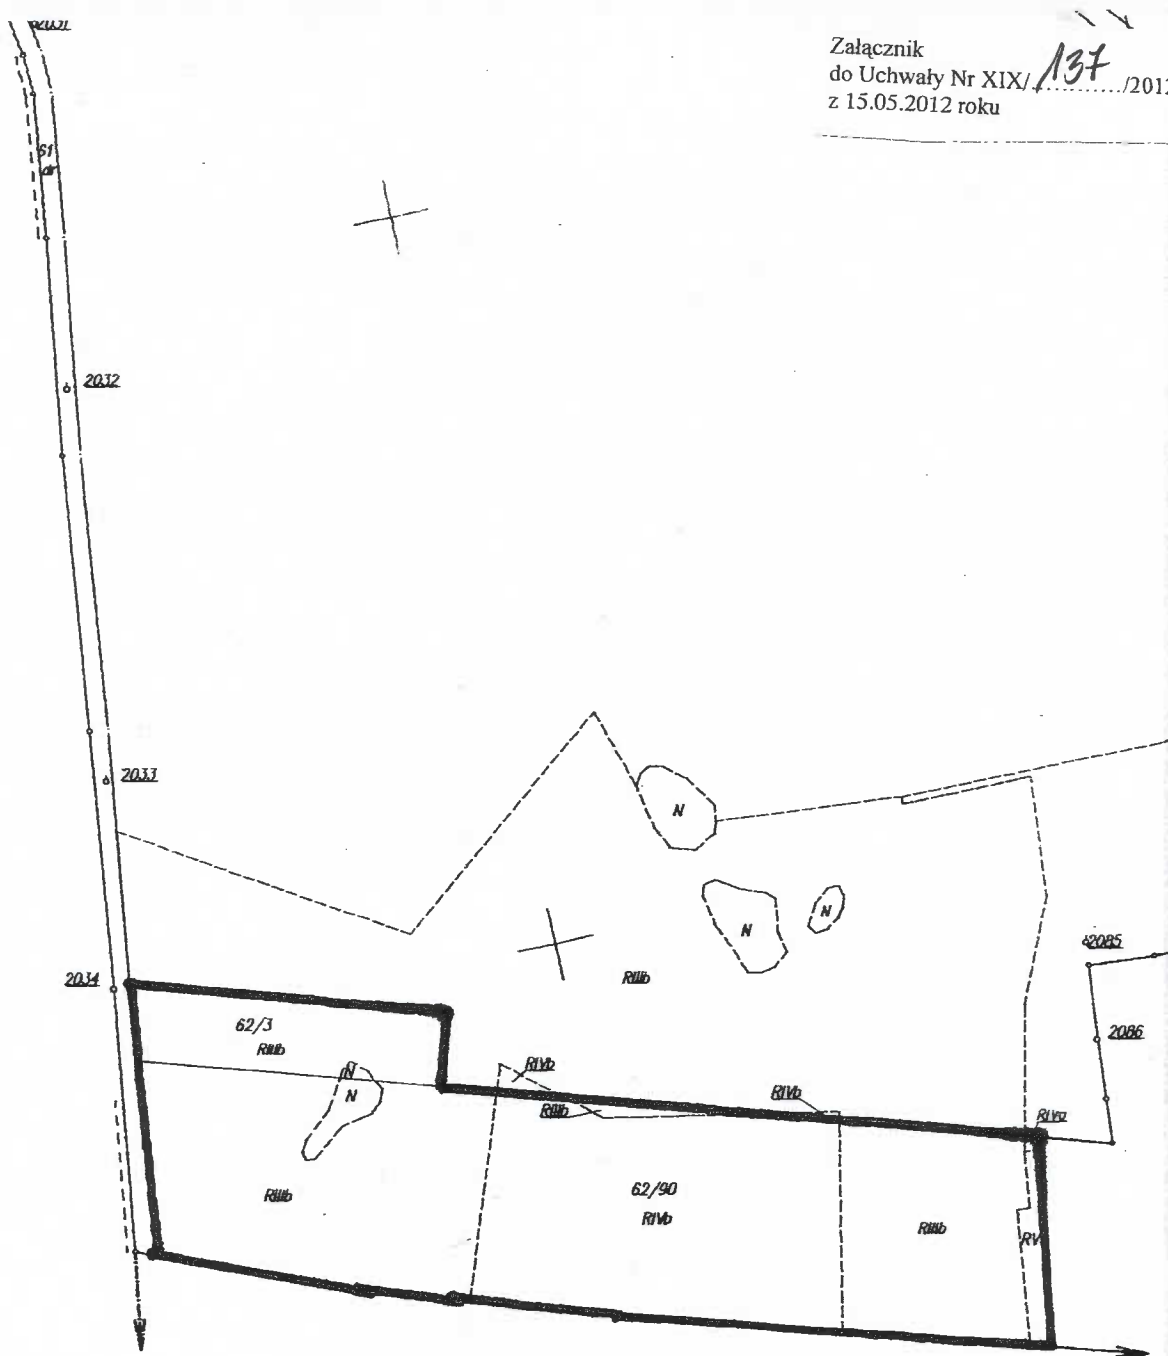 2031
Załącznik
do Uchwały Nr XIX/137/2012
z 15.05.2012 roku
61
dr
2032
2033
N
N
N
2034
2085
RIIIb
62/3
RIIIb
2086
N
N
RIVb
RIIIb
RIVb
RIVa
RIIIb
62/90
RIVb
RIIIb
RV